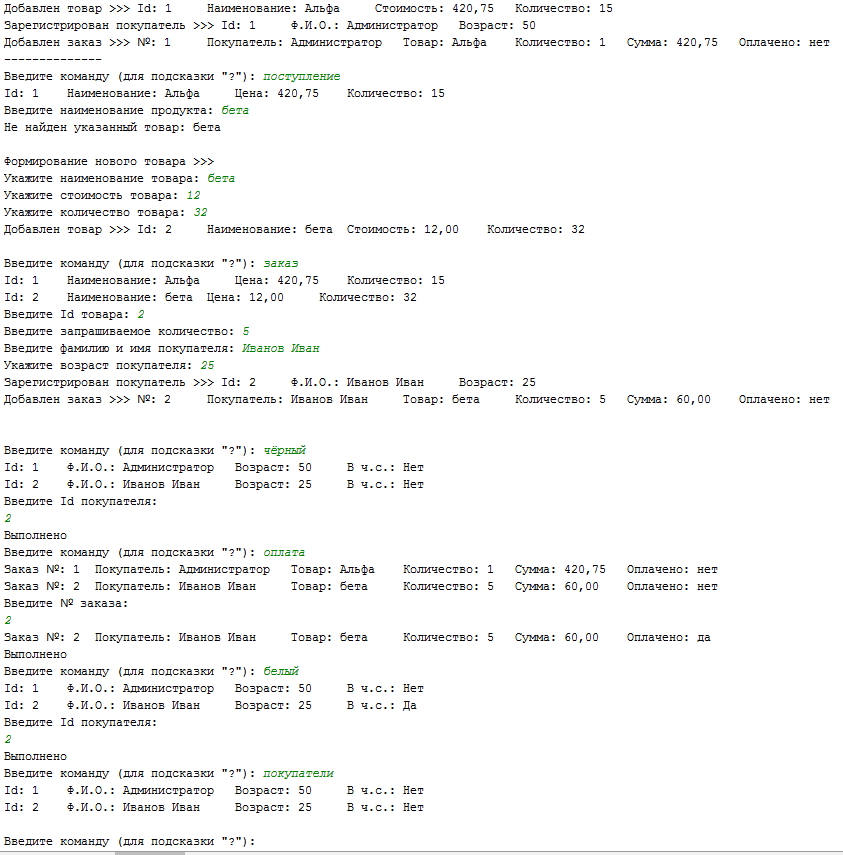 Добавлен товар >>> Id: 1 Наименование: Альфа Стоимость: 420,75 Количество: 15
Зарегистрирован покупатель >>> Id: 1 Ф.И.О.: Администратор Возраст: 50
Добавлен заказ >>> №: 1 Покупатель: Администратор Товар: Альфа Количество: 1 Сумма: 420,75 Оплачено: нет
--------------
Введите команду (для подсказки "?"): поступление
Id: 1 Наименование: Альфа Цена: 420,75 Количество: 15
Введите наименование продукта: бета
Не найден указанный товар: бета
Формирование нового товара >>>
Укажите наименование товара: бета
Укажите стоимость товара: 12
Укажите количество товара: 32
Добавлен товар >>> Id: 2 Наименование: бета Стоимость: 12,00 Количество: 32
Введите команду (для подсказки "?"): заказ
Id: 1 Наименование: Альфа Цена: 420,75 Количество: 15
Id: 2 Наименование: бета Цена: 12,00 Количество: 32
Введите Id товара: 2
Введите запрашиваемое количество: 5
Введите фамилию и имя покупателя: Иванов Иван
Укажите возраст покупателя: 25
Зарегистрирован покупатель >>> Id: 2 Ф.И.О.: Иванов Иван Возраст: 25
Добавлен заказ >>> №: 2 Покупатель: Иванов Иван Товар: бета Количество: 5 Сумма: 60,00 Оплачено: нет
Введите команду (для подсказки "?"): чёрный
Id: 1 Ф.И.О.: Администратор Возраст: 50 В ч.с.: Нет
Id: 2 Ф.И.О.: Иванов Иван Возраст: 25 В ч.с.: Нет
Введите Id покупателя:
2
Выполнено
Введите команду (для подсказки "?"): оплата
Заказ №: 1 Покупатель: Администратор Товар: Альфа Количество: 1 Сумма: 420,75 Оплачено: нет
Заказ №: 2 Покупатель: Иванов Иван Товар: бета Количество: 5 Сумма: 60,00 Оплачено: нет
Введите № заказа:
2
Заказ №: 2 Покупатель: Иванов Иван Товар: бета Количество: 5 Сумма: 60,00 Оплачено: да
Выполнено
Введите команду (для подсказки "?"): белый
Id: 1 Ф.И.О.: Администратор Возраст: 50 В ч.с.: Нет
Id: 2 Ф.И.О.: Иванов Иван Возраст: 25 В ч.с.: Да
Введите Id покупателя:
2
Выполнено
Введите команду (для подсказки "?"): покупатели
Id: 1 Ф.И.О.: Администратор Возраст: 50 В ч.с.: Нет
Id: 2 Ф.И.О.: Иванов Иван Возраст: 25 В ч.с.: Нет
Введите команду (для подсказки "?"):